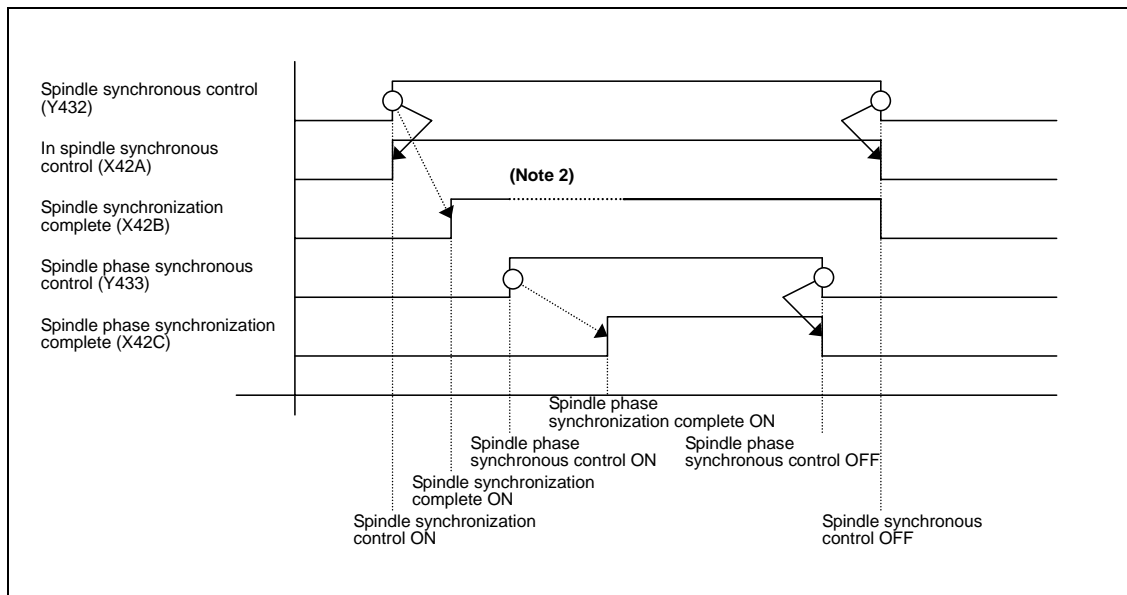 Spindle synchronous control
(Y432)
In spindle synchronous
control (X42A)
(Note 2)
Spindle synchronization
complete (X42B)
Spindle phase synchronous
control (Y433)
Spindle phase synchronization
complete (X42C)
Spindle phase
synchronization complete ON
Spindle phase
synchronous control ON
Spindle phase
synchronous control OFF
Spindle synchronization
complete ON
Spindle synchronization
control ON
Spindle synchronous
control OFF